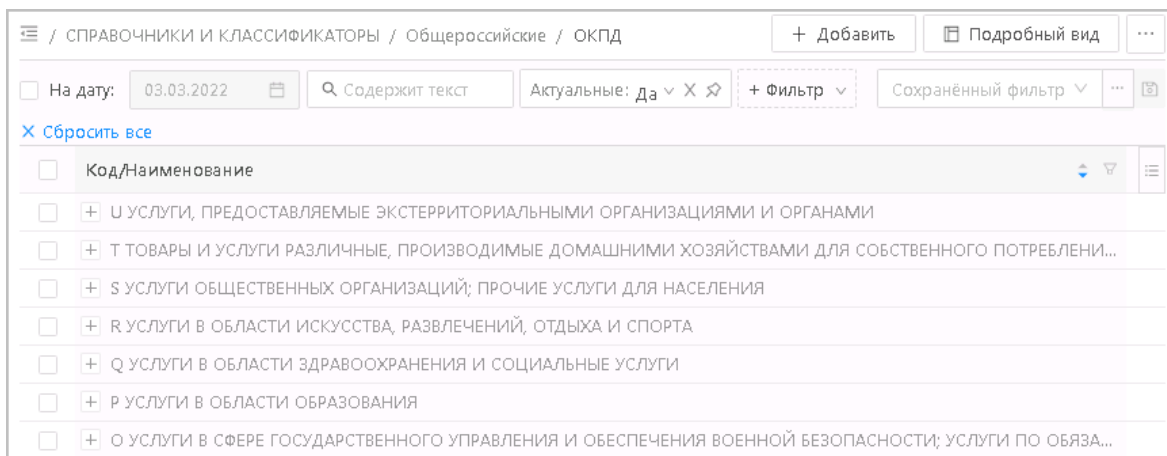 / СПРАВОЧНИКИ И КЛАССИФИКАТОРЫ / Общероссийские / ОКПД + Добавить Подробный вид ...
На дату: 03.03.2022 Содержит текст Актуальные: Да X + Фильтр Сохранённый фильтр ...
X Сбросить все
Код/Наименование
+ U УСЛУГИ, ПРЕДОСТАВЛЯЕМЫЕ ЭКСТЕРРИТОРИАЛЬНЫМИ ОРГАНИЗАЦИЯМИ И ОРГАНАМИ
+ T ТОВАРЫ И УСЛУГИ РАЗЛИЧНЫЕ, ПРОИЗВОДИМЫЕ ДОМАШНИМИ ХОЗЯЙСТВАМИ ДЛЯ СОБСТВЕННОГО ПОТРЕБЛЕНИ...
+ S УСЛУГИ ОБЩЕСТВЕННЫХ ОРГАНИЗАЦИЙ; ПРОЧИЕ УСЛУГИ ДЛЯ НАСЕЛЕНИЯ
+ R УСЛУГИ В ОБЛАСТИ ИСКУССТВА, РАЗВЛЕЧЕНИЙ, ОТДЫХА И СПОРТА
+ Q УСЛУГИ В ОБЛАСТИ ЗДРАВООХРАНЕНИЯ И СОЦИАЛЬНЫЕ УСЛУГИ
+ P УСЛУГИ В ОБЛАСТИ ОБРАЗОВАНИЯ
+ O УСЛУГИ В СФЕРЕ ГОСУДАРСТВЕННОГО УПРАВЛЕНИЯ И ОБЕСПЕЧЕНИЯ ВОЕННОЙ БЕЗОПАСНОСТИ; УСЛУГИ ПО ОБЯЗА...